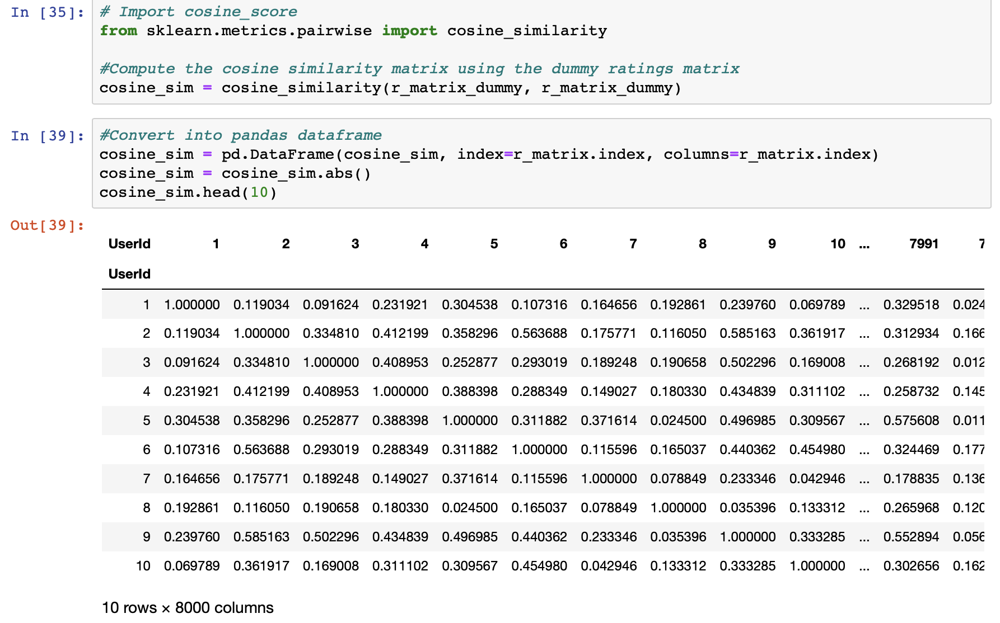 In [35]: # Import cosine_score
from sklearn.metrics.pairwise import cosine_similarity
#Compute the cosine similarity matrix using the dummy ratings matrix
cosine_sim = cosine_similarity(r_matrix_dummy, r_matrix_dummy)
In [39]: #Convert into pandas dataframe
cosine_sim = pd.DataFrame(cosine_sim, index=r_matrix.index, columns=r_matrix.index)
cosine_sim = cosine_sim.abs()
cosine_sim.head(10)
Out[39]:
UserId 1 2 3 4 5 6 7 8 9 10 ... 7991 7
UserId
1 1.000000 0.119034 0.091624 0.231921 0.304538 0.107316 0.164656 0.192861 0.239760 0.069789 ... 0.329518 0.024
2 0.119034 1.000000 0.334810 0.412199 0.358296 0.563688 0.175771 0.116050 0.585163 0.361917 ... 0.312934 0.166
3 0.091624 0.334810 1.000000 0.408953 0.252877 0.293019 0.189248 0.190658 0.502296 0.169008 ... 0.268192 0.012
4 0.231921 0.412199 0.408953 1.000000 0.388398 0.288349 0.149027 0.180330 0.434839 0.311102 ... 0.258732 0.145
5 0.304538 0.358296 0.252877 0.388398 1.000000 0.311882 0.371614 0.024500 0.496985 0.309567 ... 0.575608 0.011
6 0.107316 0.563688 0.293019 0.288349 0.311882 1.000000 0.115596 0.165037 0.440362 0.454980 ... 0.324469 0.177
7 0.164656 0.175771 0.189248 0.149027 0.371614 0.115596 1.000000 0.078849 0.233346 0.042946 ... 0.178835 0.136
8 0.192861 0.116050 0.190658 0.180330 0.024500 0.165037 0.078849 1.000000 0.035396 0.133312 ... 0.265968 0.120
9 0.239760 0.585163 0.502296 0.434839 0.496985 0.440362 0.233346 0.035396 1.000000 0.333285 ... 0.552894 0.056
10 0.069789 0.361917 0.169008 0.311102 0.309567 0.454980 0.042946 0.133312 0.333285 1.000000 ... 0.302656 0.162
10 rows × 8000 columns